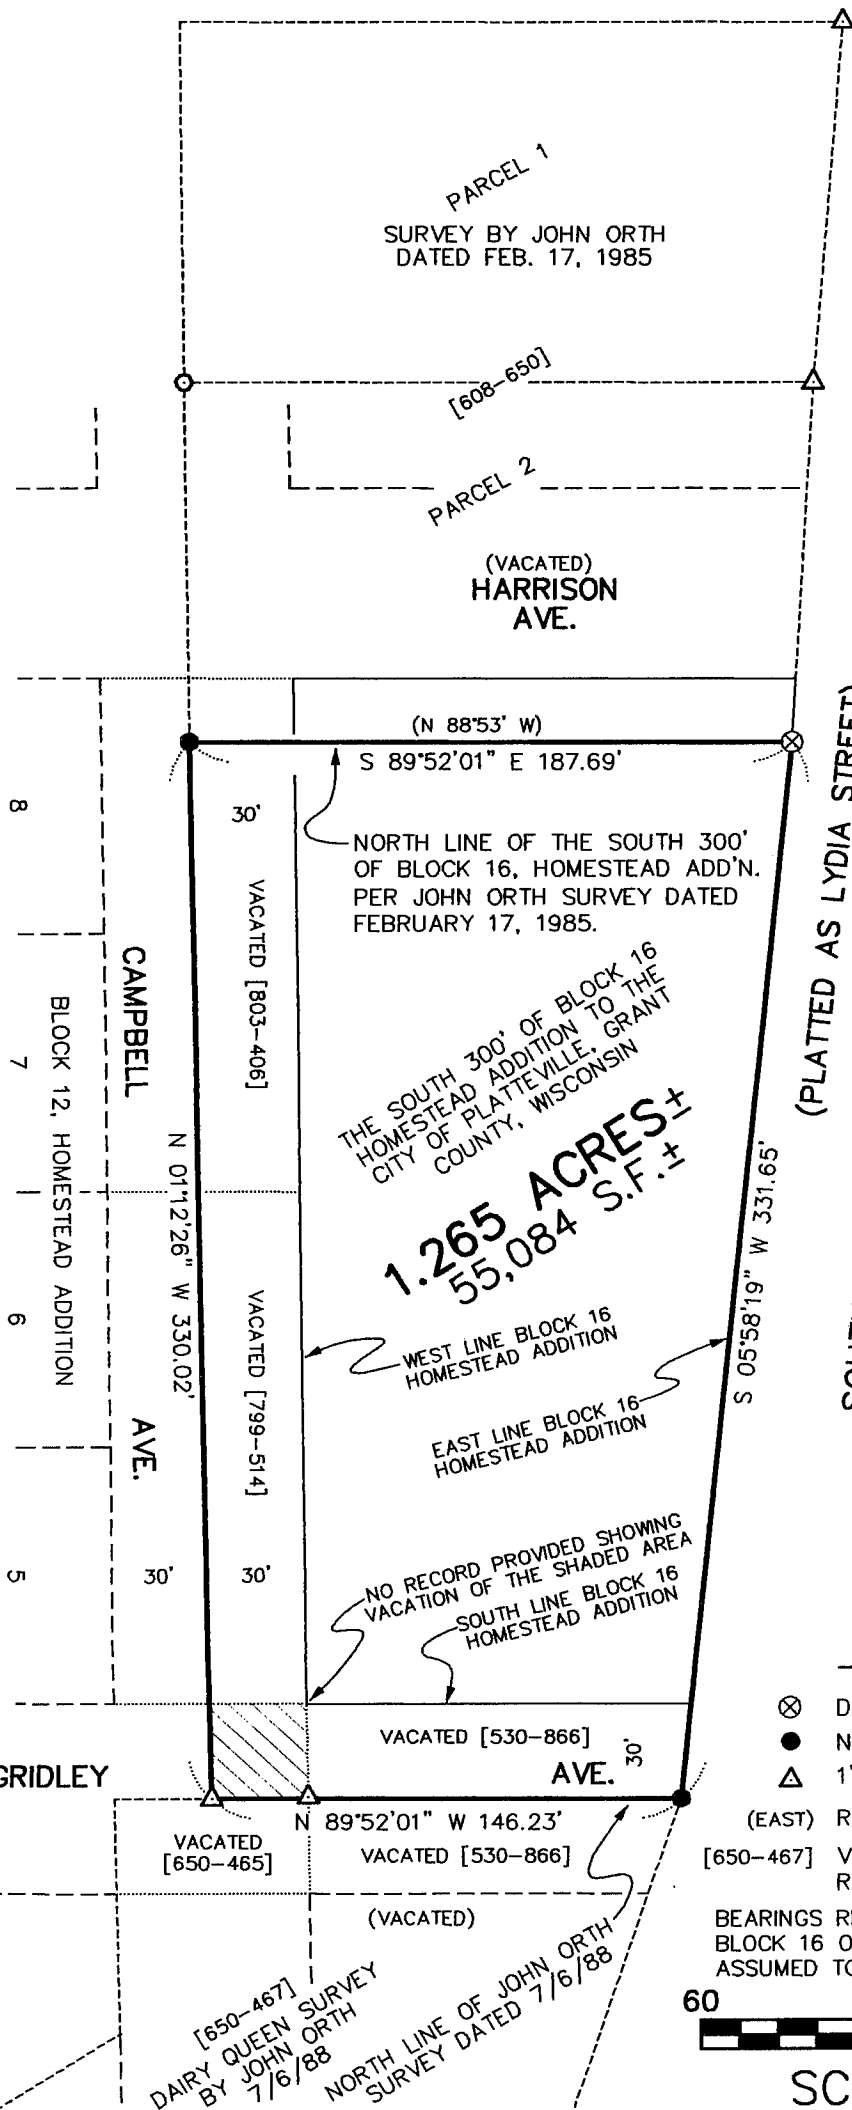 PARCEL 1
SURVEY BY JOHN ORTH
DATED FEB. 17, 1985
[608-650]
PARCEL 2
(VACATED)
HARRISON
AVE.
(N 88°53' W)
S 89°52'01" E 187.69'
30'
NORTH LINE OF THE SOUTH 300'
OF BLOCK 16, HOMESTEAD ADD'N.
PER JOHN ORTH SURVEY DATED
FEBRUARY 17, 1985.
(PLATTED AS LYDIA STREET)
8
7
6
5
BLOCK 12, HOMESTEAD ADDITION
CAMPBELL
AVE.
VACATED [803-406]
VACATED [799-514]
N 01°12'26" W 330.02'
THE SOUTH 300' OF BLOCK 16
HOMESTEAD ADDITION TO THE
CITY OF PLATTEVILLE, GRANT
COUNTY, WISCONSIN
1.265 ACRES±
55,084 S.F.±
S 05°58'19" W 331.65'
WEST LINE BLOCK 16
HOMESTEAD ADDITION
EAST LINE BLOCK 16
HOMESTEAD ADDITION
30'
30'
NO RECORD PROVIDED SHOWING
VACATION OF THE SHADED AREA
SOUTH LINE BLOCK 16
HOMESTEAD ADDITION
VACATED [530-866]
30'
GRIDLEY
AVE.
N 89°52'01" W 146.23'
VACATED
[650-465]
VACATED [530-866]
(VACATED)
[650-467]
DAIRY QUEEN SURVEY
BY JOHN ORTH
7/6/88
NORTH LINE OF JOHN ORTH
SURVEY DATED 7/6/88
D
N
1"
(EAST) R
[650-467] V
R
BEARINGS R
BLOCK 16 O
ASSUMED TO
60
SC